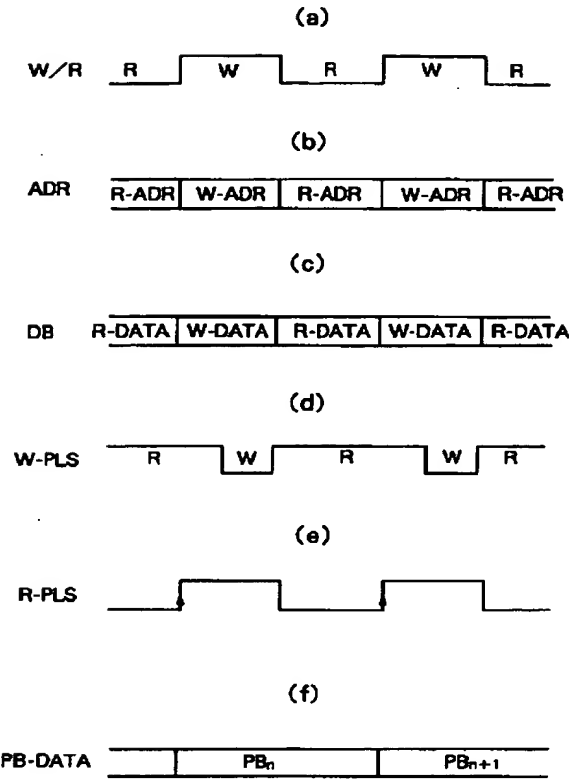 (a)
W/R R W R W R
(b)
ADR R-ADR W-ADR R-ADR W-ADR R-ADR
(c)
DB R-DATA W-DATA R-DATA W-DATA R-DATA
(d)
W-PLS R W R W R
(e)
R-PLS
(f)
PB-DATA PBn PBn+1